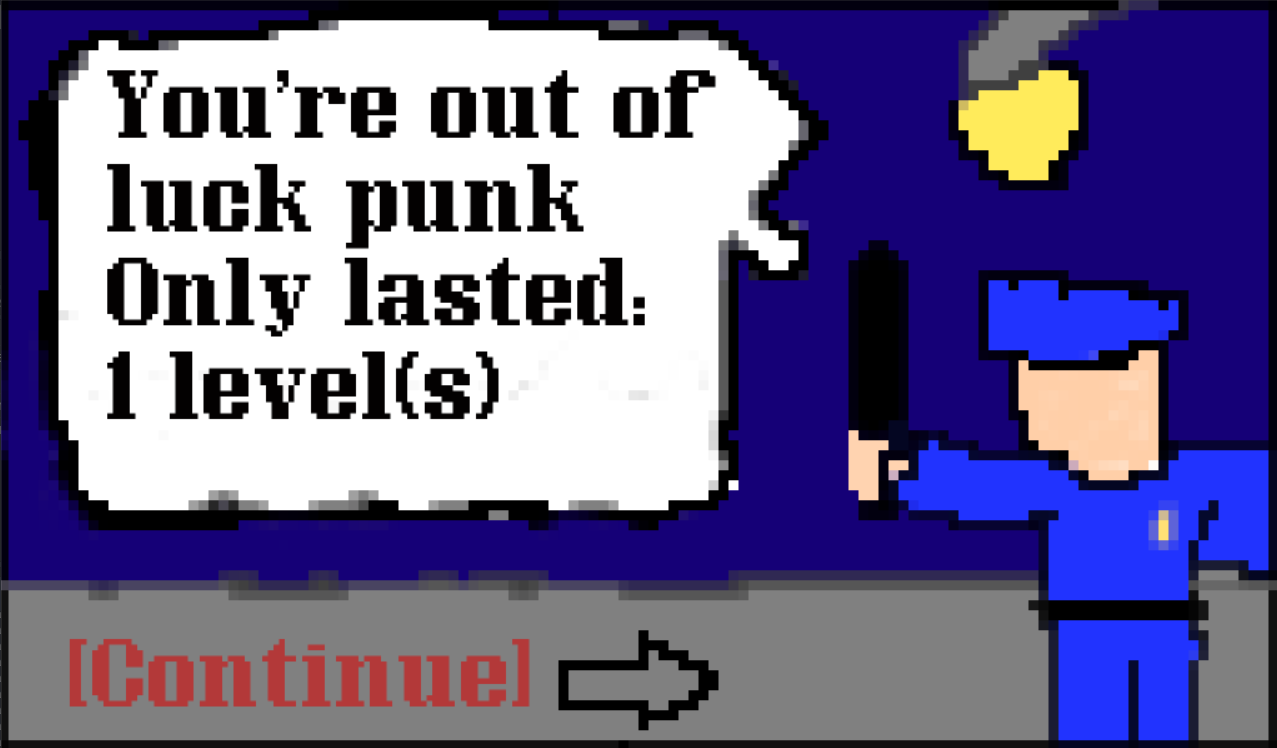 You're out of
luck punk
Only lasted:
1 level(s)
[Continue]